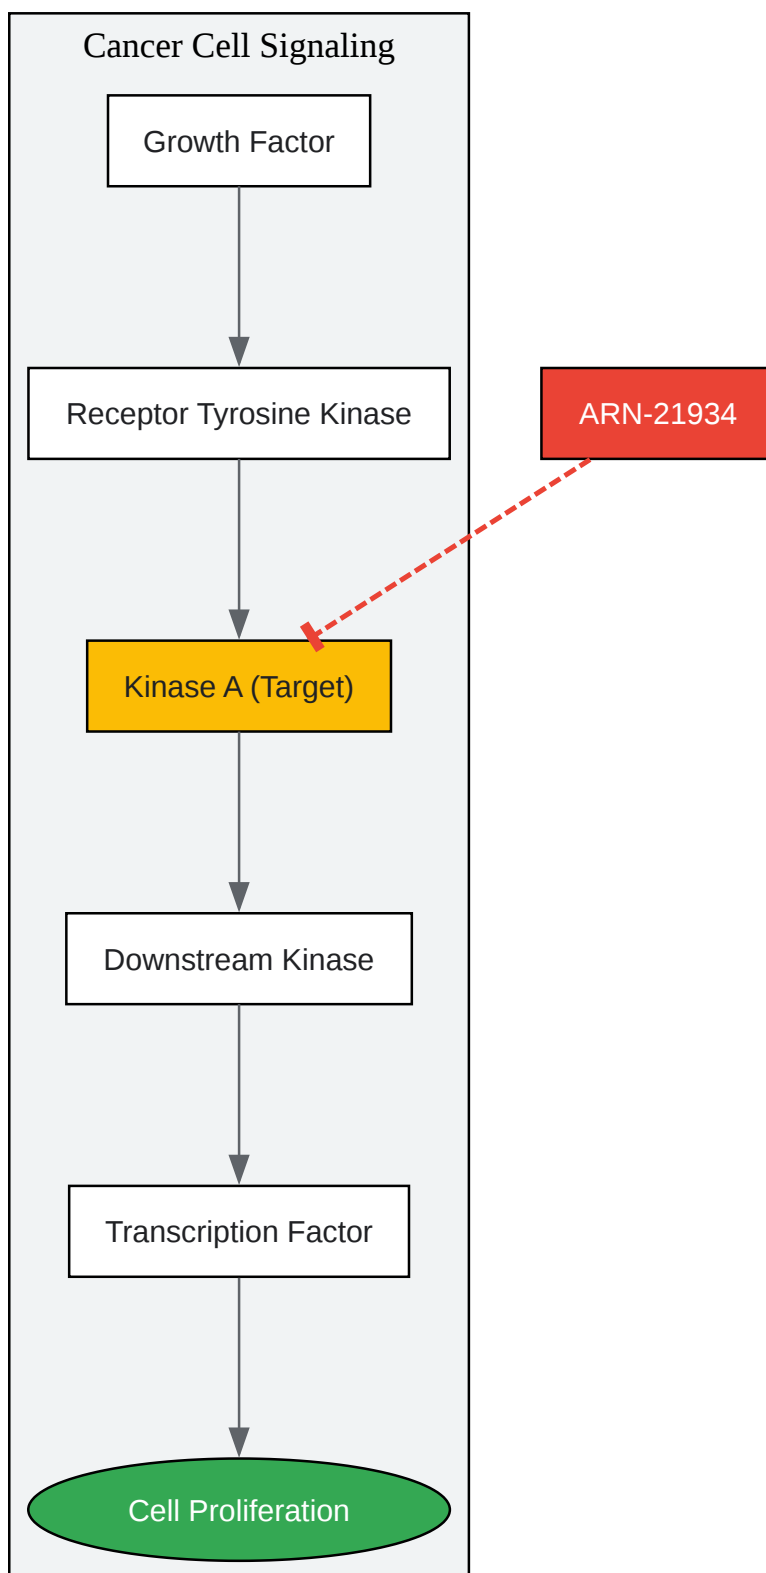 Cancer Cell Signaling
Growth Factor
Receptor Tyrosine Kinase
ARN-21934
Kinase A (Target)
Downstream Kinase
Transcription Factor
Cell Proliferation